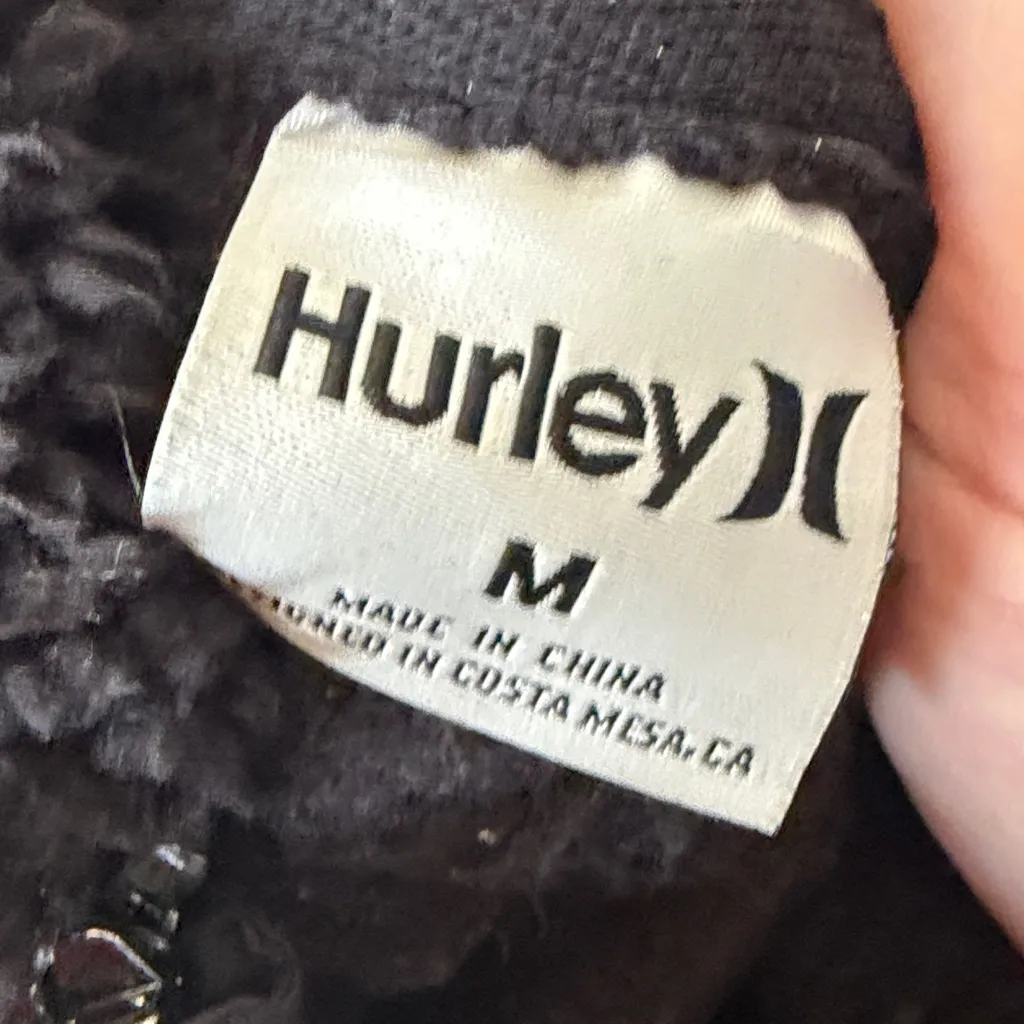 Hurley
M
MADE IN CHINA
IN COSTA MESA, CA